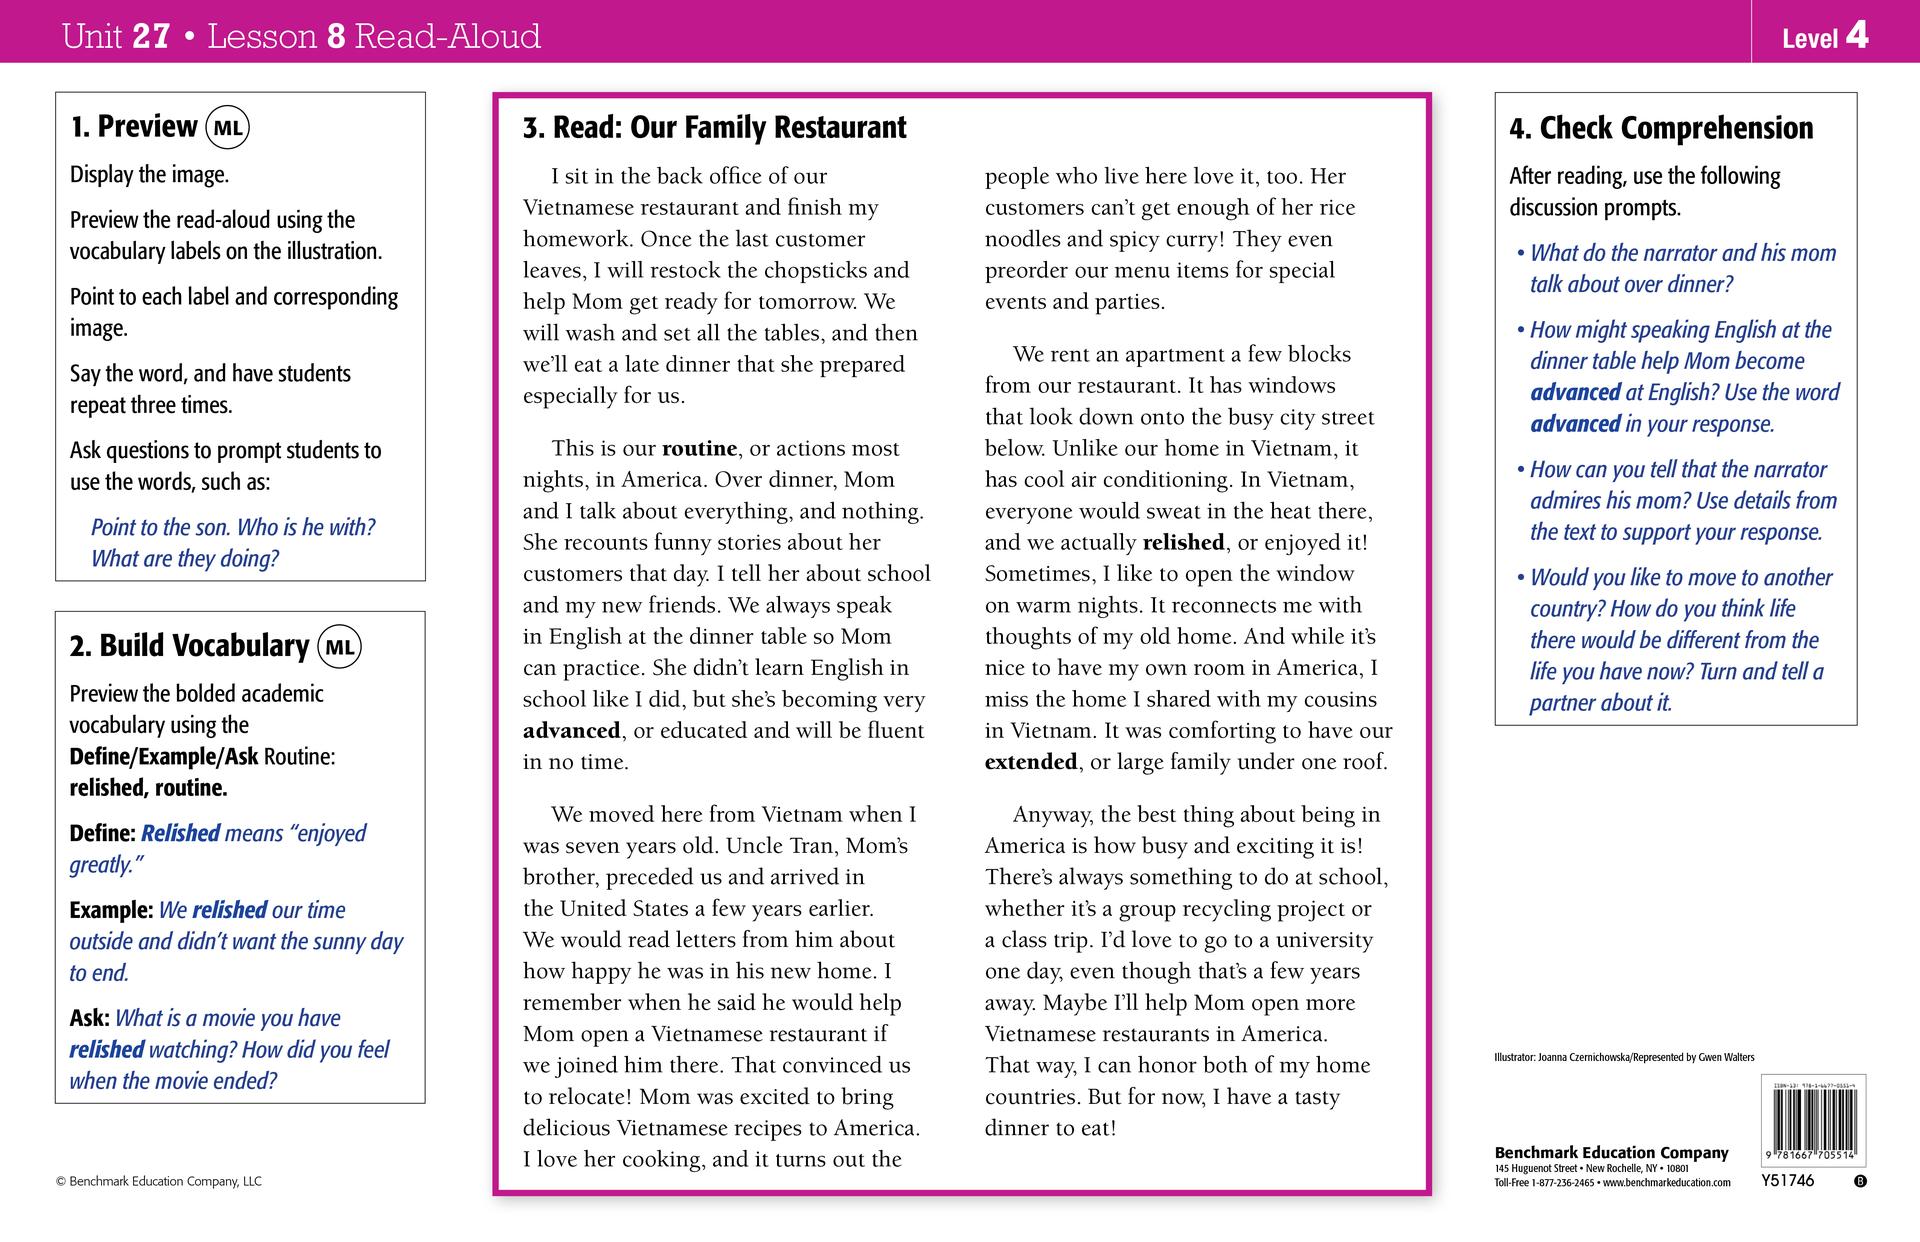 Unit 27 • Lesson 8 Read-Aloud
Level 4
1. Preview ML
Display the image.
Preview the read-aloud using the
vocabulary labels on the illustration.
Point to each label and corresponding
image.
Say the word, and have students
repeat three times.
Ask questions to prompt students to
use the words, such as:
Point to the son. Who is he with?
What are they doing?
2. Build Vocabulary ML
Preview the bolded academic
vocabulary using the
Define/Example/Ask Routine:
relished, routine.
Define: Relished means “enjoyed
greatly.”
Example: We relished our time
outside and didn’t want the sunny day
to end.
Ask: What is a movie you have
relished watching? How did you feel
when the movie ended?
© Benchmark Education Company, LLC
3. Read: Our Family Restaurant
I sit in the back office of our
Vietnamese restaurant and finish my
homework. Once the last customer
leaves, I will restock the chopsticks and
help Mom get ready for tomorrow. We
will wash and set all the tables, and then
we’ll eat a late dinner that she prepared
especially for us.
This is our routine, or actions most
nights, in America. Over dinner, Mom
and I talk about everything, and nothing.
She recounts funny stories about her
customers that day. I tell her about school
and my new friends. We always speak
in English at the dinner table so Mom
can practice. She didn’t learn English in
school like I did, but she’s becoming very
advanced, or educated and will be fluent
in no time.
We moved here from Vietnam when I
was seven years old. Uncle Tran, Mom’s
brother, preceded us and arrived in
the United States a few years earlier.
We would read letters from him about
how happy he was in his new home. I
remember when he said he would help
Mom open a Vietnamese restaurant if
we joined him there. That convinced us
to relocate! Mom was excited to bring
delicious Vietnamese recipes to America.
I love her cooking, and it turns out the
people who live here love it, too. Her
customers can’t get enough of her rice
noodles and spicy curry! They even
preorder our menu items for special
events and parties.
We rent an apartment a few blocks
from our restaurant. It has windows
that look down onto the busy city street
below. Unlike our home in Vietnam, it
has cool air conditioning. In Vietnam,
everyone would sweat in the heat there,
and we actually relished, or enjoyed it!
Sometimes, I like to open the window
on warm nights. It reconnects me with
thoughts of my old home. And while it’s
nice to have my own room in America, I
miss the home I shared with my cousins
in Vietnam. It was comforting to have our
extended, or large family under one roof.
Anyway, the best thing about being in
America is how busy and exciting it is!
There’s always something to do at school,
whether it’s a group recycling project or
a class trip. I’d love to go to a university
one day, even though that’s a few years
away. Maybe I’ll help Mom open more
Vietnamese restaurants in America.
That way, I can honor both of my home
countries. But for now, I have a tasty
dinner to eat!
4. Check Comprehension
After reading, use the following
discussion prompts.
• What do the narrator and his mom
talk about over dinner?
• How might speaking English at the
dinner table help Mom become
advanced at English? Use the word
advanced in your response.
• How can you tell that the narrator
admires his mom? Use details from
the text to support your response.
• Would you like to move to another
country? How do you think life
there would be different from the
life you have now? Turn and tell a
partner about it.
Illustrator: Joanna Czernichowska/Represented by Gwen Walters
Benchmark Education Company
145 Huguenot Street • New Rochelle, NY • 10801
Toll-Free 1-877-236-2465 • www.benchmarkeducation.com
ISBN-13: 978-1-6677-0551-4
9 781667 705514
Y51746
B